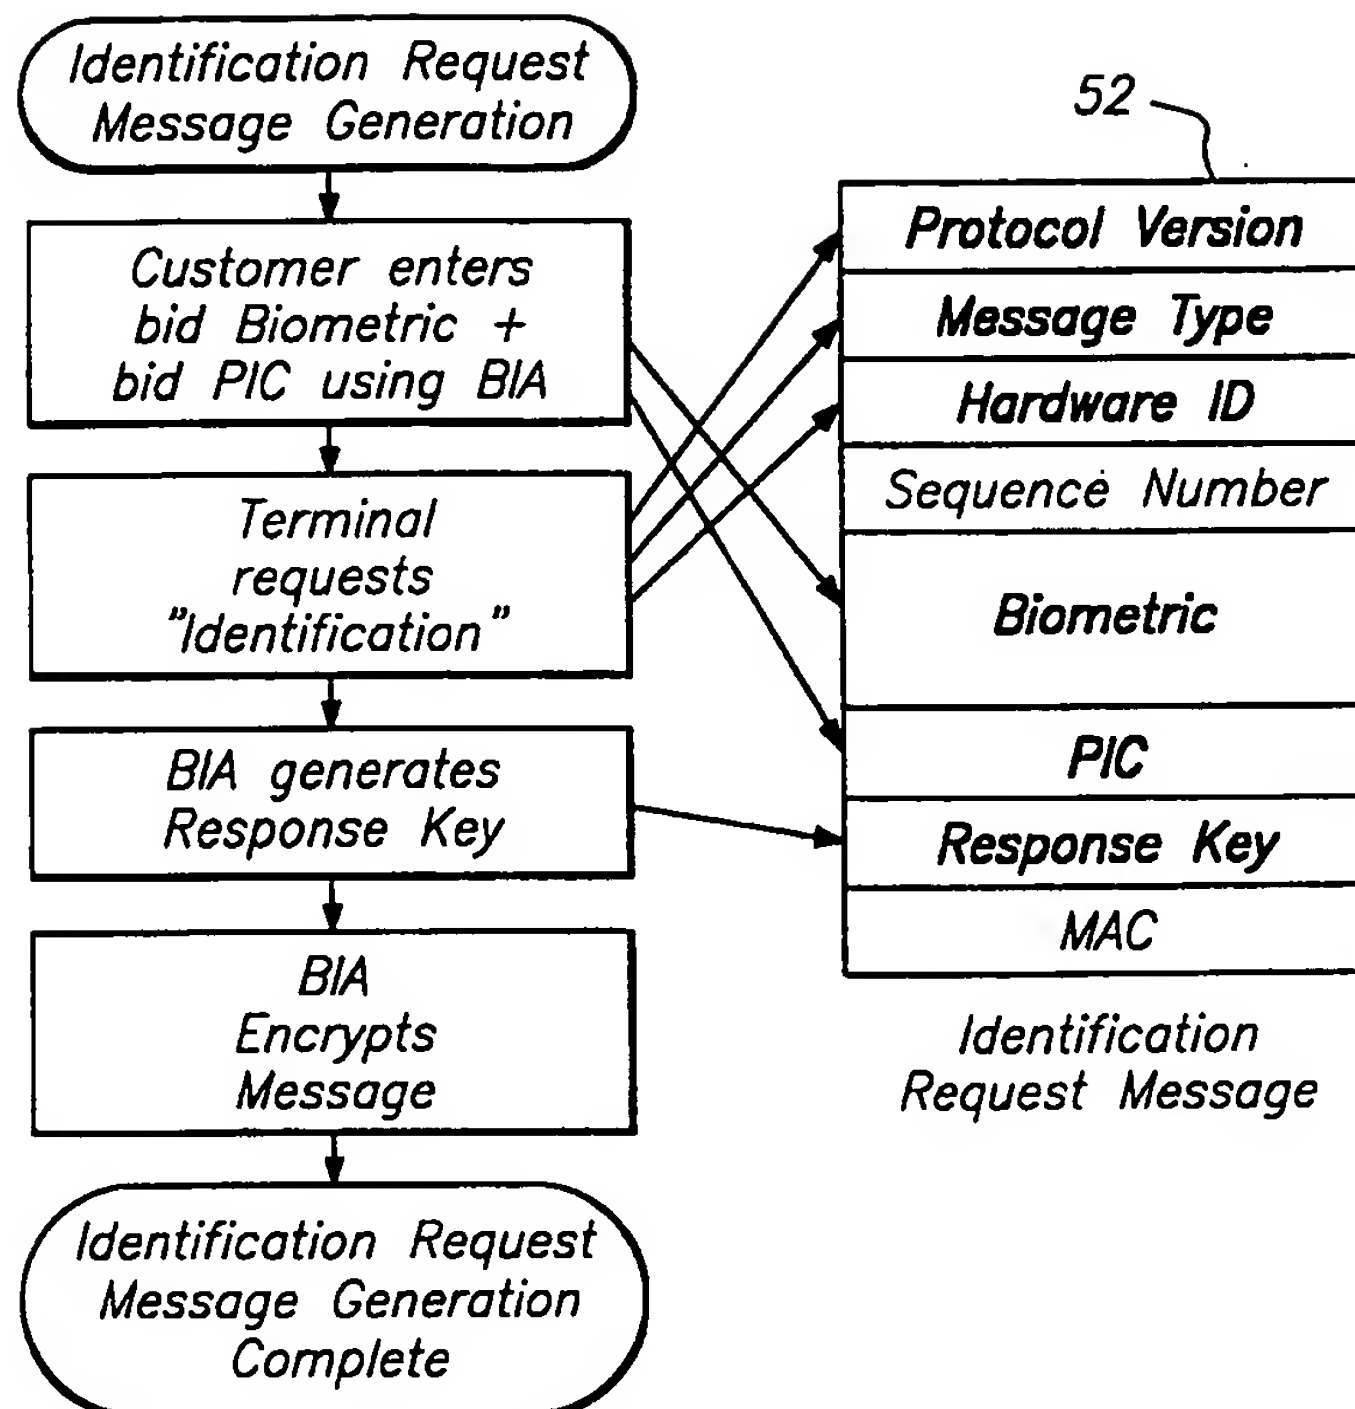 Identification Request
Message Generation
Customer enters
bid Biometric +
bid PIC using BIA
Terminal
requests
"Identification"
BIA generates
Response Key
BIA
Encrypts
Message
Identification Request
Message Generation
Complete
52
Protocol Version
Message Type
Hardware ID
Sequence Number
Biometric
PIC
Response Key
MAC
Identification
Request Message